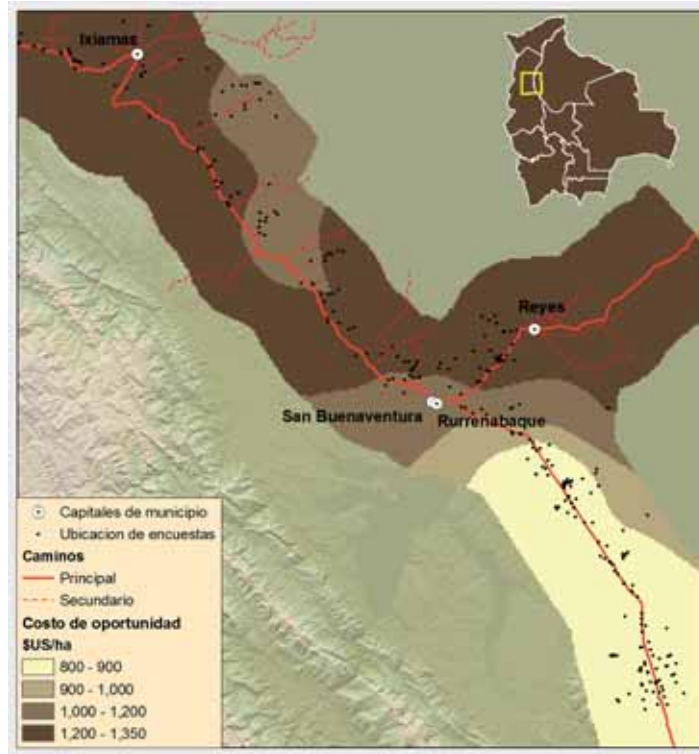 Ixiamas
Reyes
San Buenaventura
Rurrenabaque
Capitales de municipio
Ubicacion de encuestas
Caminos
Principal
Secundario
Costo de oportunidad
$US/ha
800 - 900
900 - 1,000
1,000 - 1,200
1,200 - 1,350